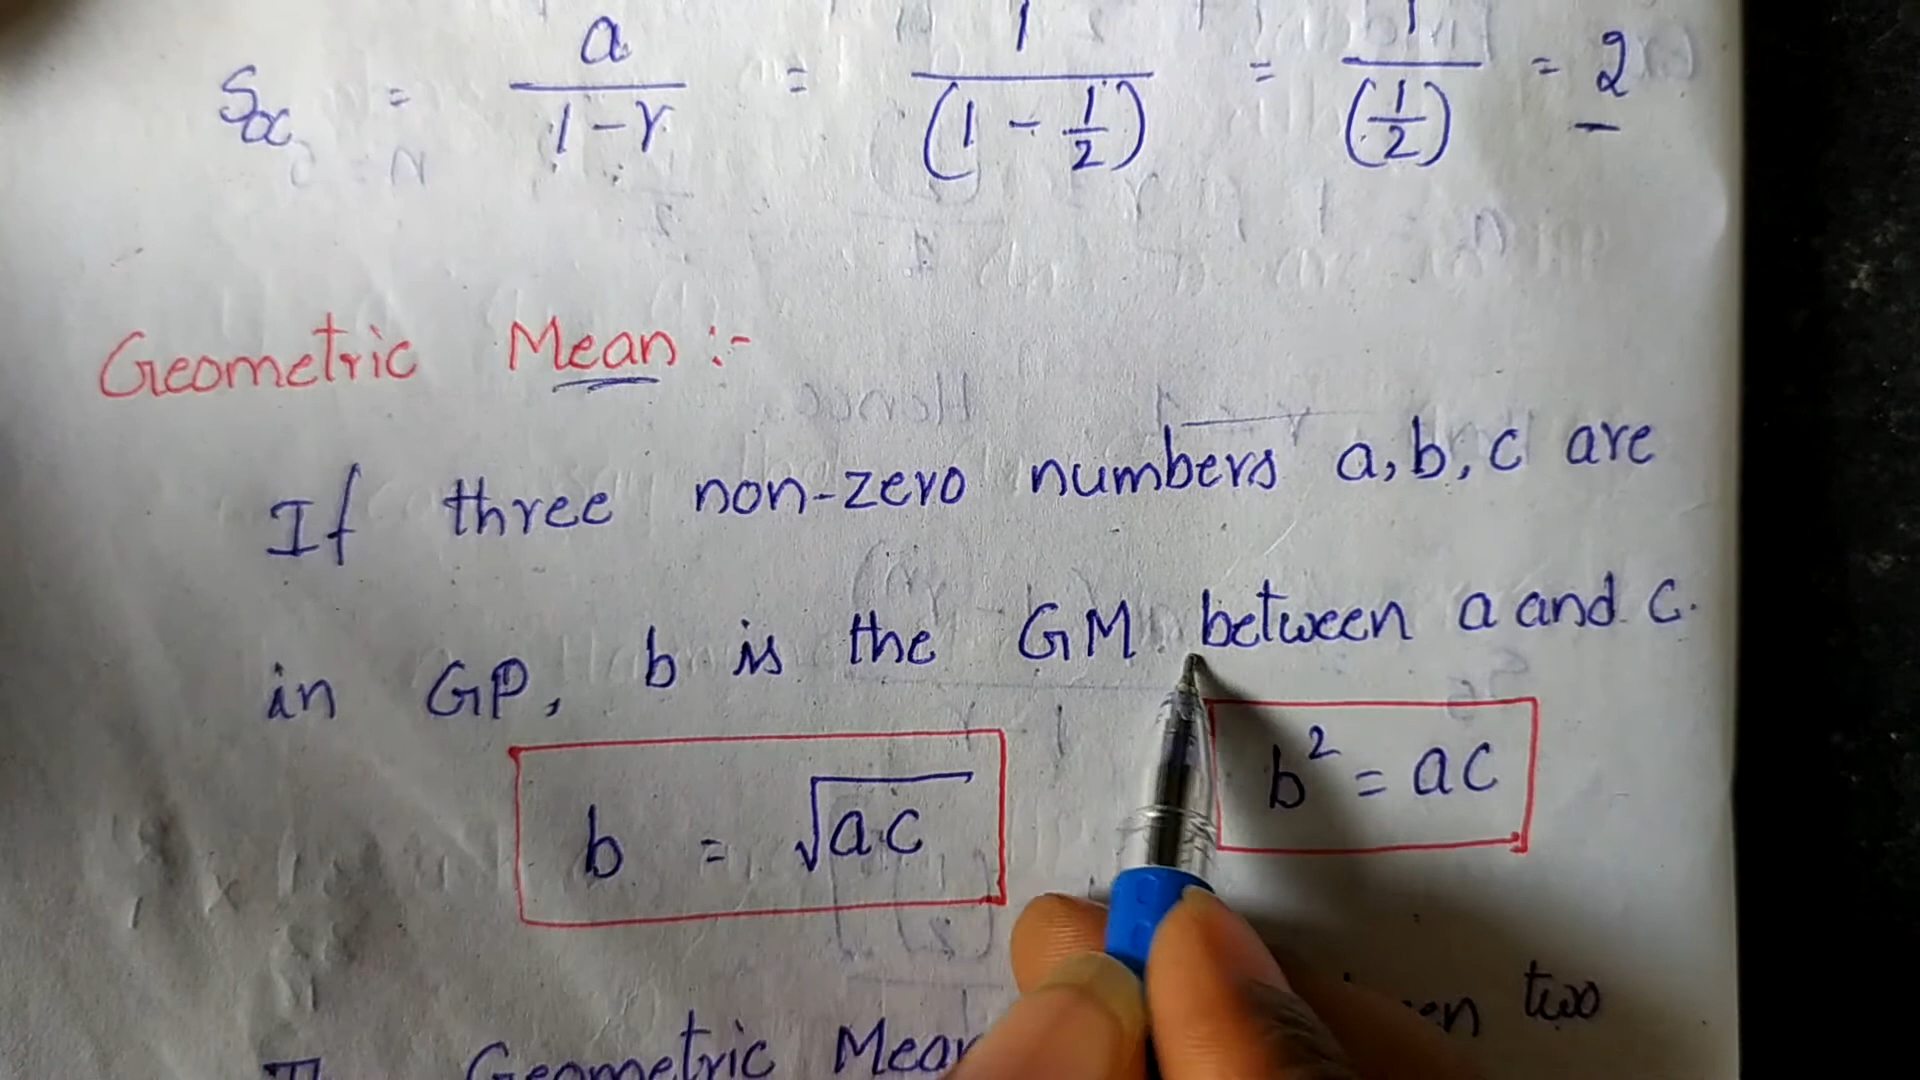 S∞ = a/(1-r) = 1/(1 - 1/2) = 1/(1/2) = 2
Geometric Mean :-
If three non-zero numbers a, b, c are
in GP, b is the GM between a and c.
b = √ac
b² = ac
Geometric Mean two